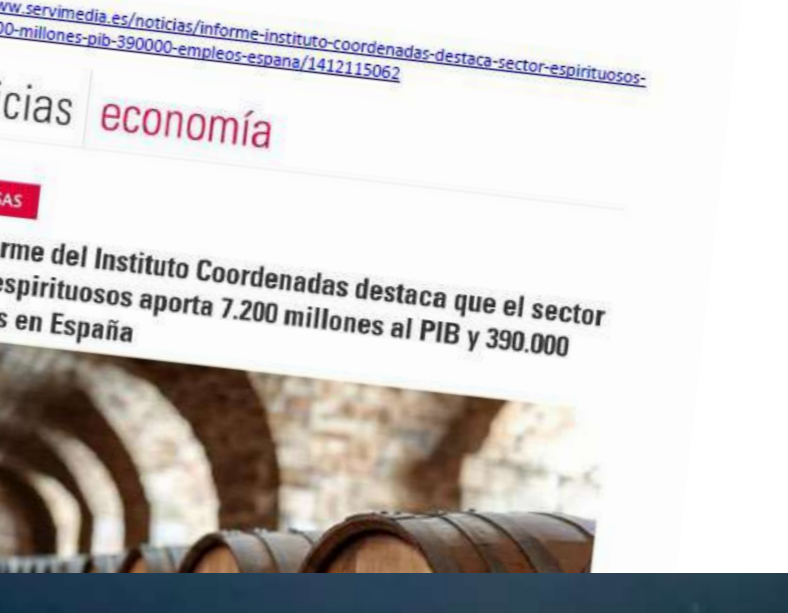 ww.servimedia.es/noticias/informe-instituto-coordenadas-destaca-sector-espirituosos-
00-millones-pib-390000-empleos-espana/1412115062
icias economía
SAS
rme del Instituto Coordenadas destaca que el sector
espirituosos aporta 7.200 millones al PIB y 390.000
s en España